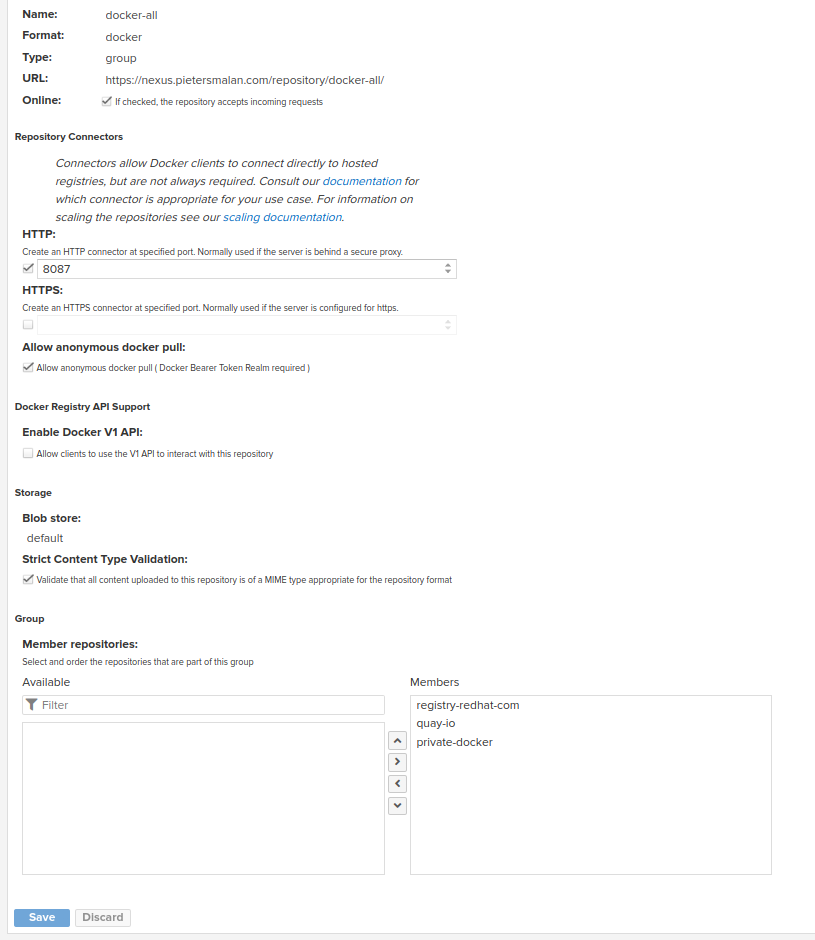 Name: docker-all
Format: docker
Type: group
URL: https://nexus.pietersmalan.com/repository/docker-all/
Online: If checked, the repository accepts incoming requests
Repository Connectors
Connectors allow Docker clients to connect directly to hosted
registries, but are not always required. Consult our documentation for
which connector is appropriate for your use case. For information on
scaling the repositories see our scaling documentation.
HTTP:
Create an HTTP connector at specified port. Normally used if the server is behind a secure proxy.
8087
HTTPS:
Create an HTTPS connector at specified port. Normally used if the server is configured for https.
Allow anonymous docker pull:
Allow anonymous docker pull ( Docker Bearer Token Realm required )
Docker Registry API Support
Enable Docker V1 API:
Allow clients to use the V1 API to interact with this repository
Storage
Blob store:
default
Strict Content Type Validation:
Validate that all content uploaded to this repository is of a MIME type appropriate for the repository format
Group
Member repositories:
Select and order the repositories that are part of this group
Available
Filter
Members
registry-redhat-com
quay-io
private-docker
Save Discard